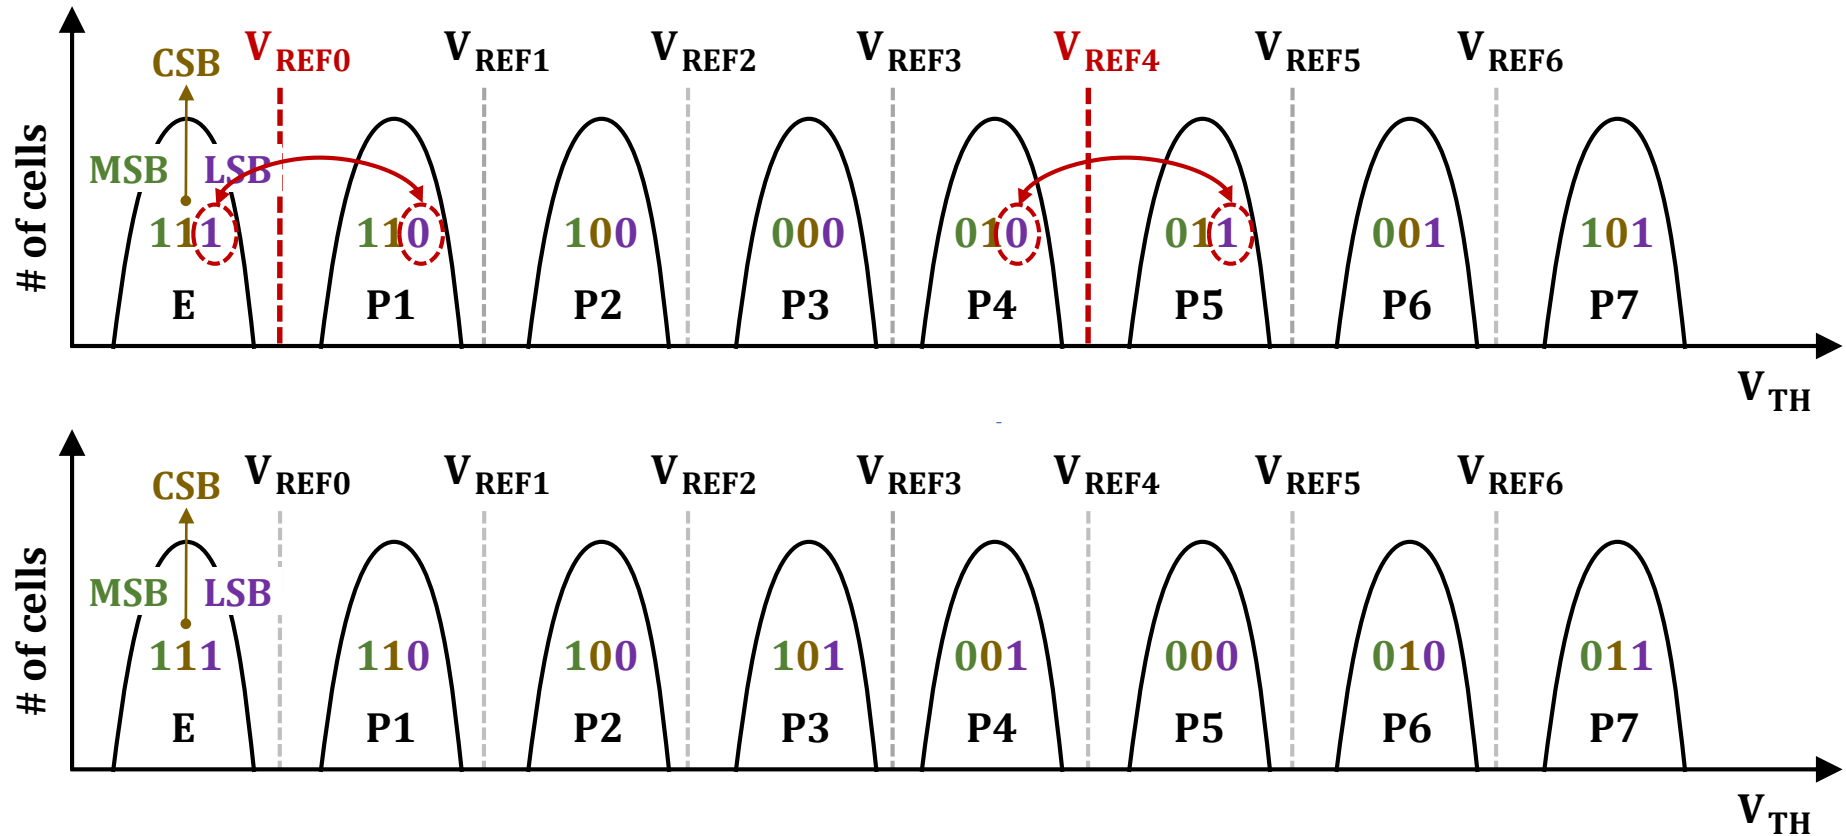 VREF0 VREF1 VREF2 VREF3 VREF4 VREF5 VREF6
CSB
MSB LSB
# of cells
111 110 100 000 010 011 001 101
E P1 P2 P3 P4 P5 P6 P7
VTH
VREF0 VREF1 VREF2 VREF3 VREF4 VREF5 VREF6
CSB
MSB LSB
# of cells
111 110 100 101 001 000 010 011
E P1 P2 P3 P4 P5 P6 P7
VTH